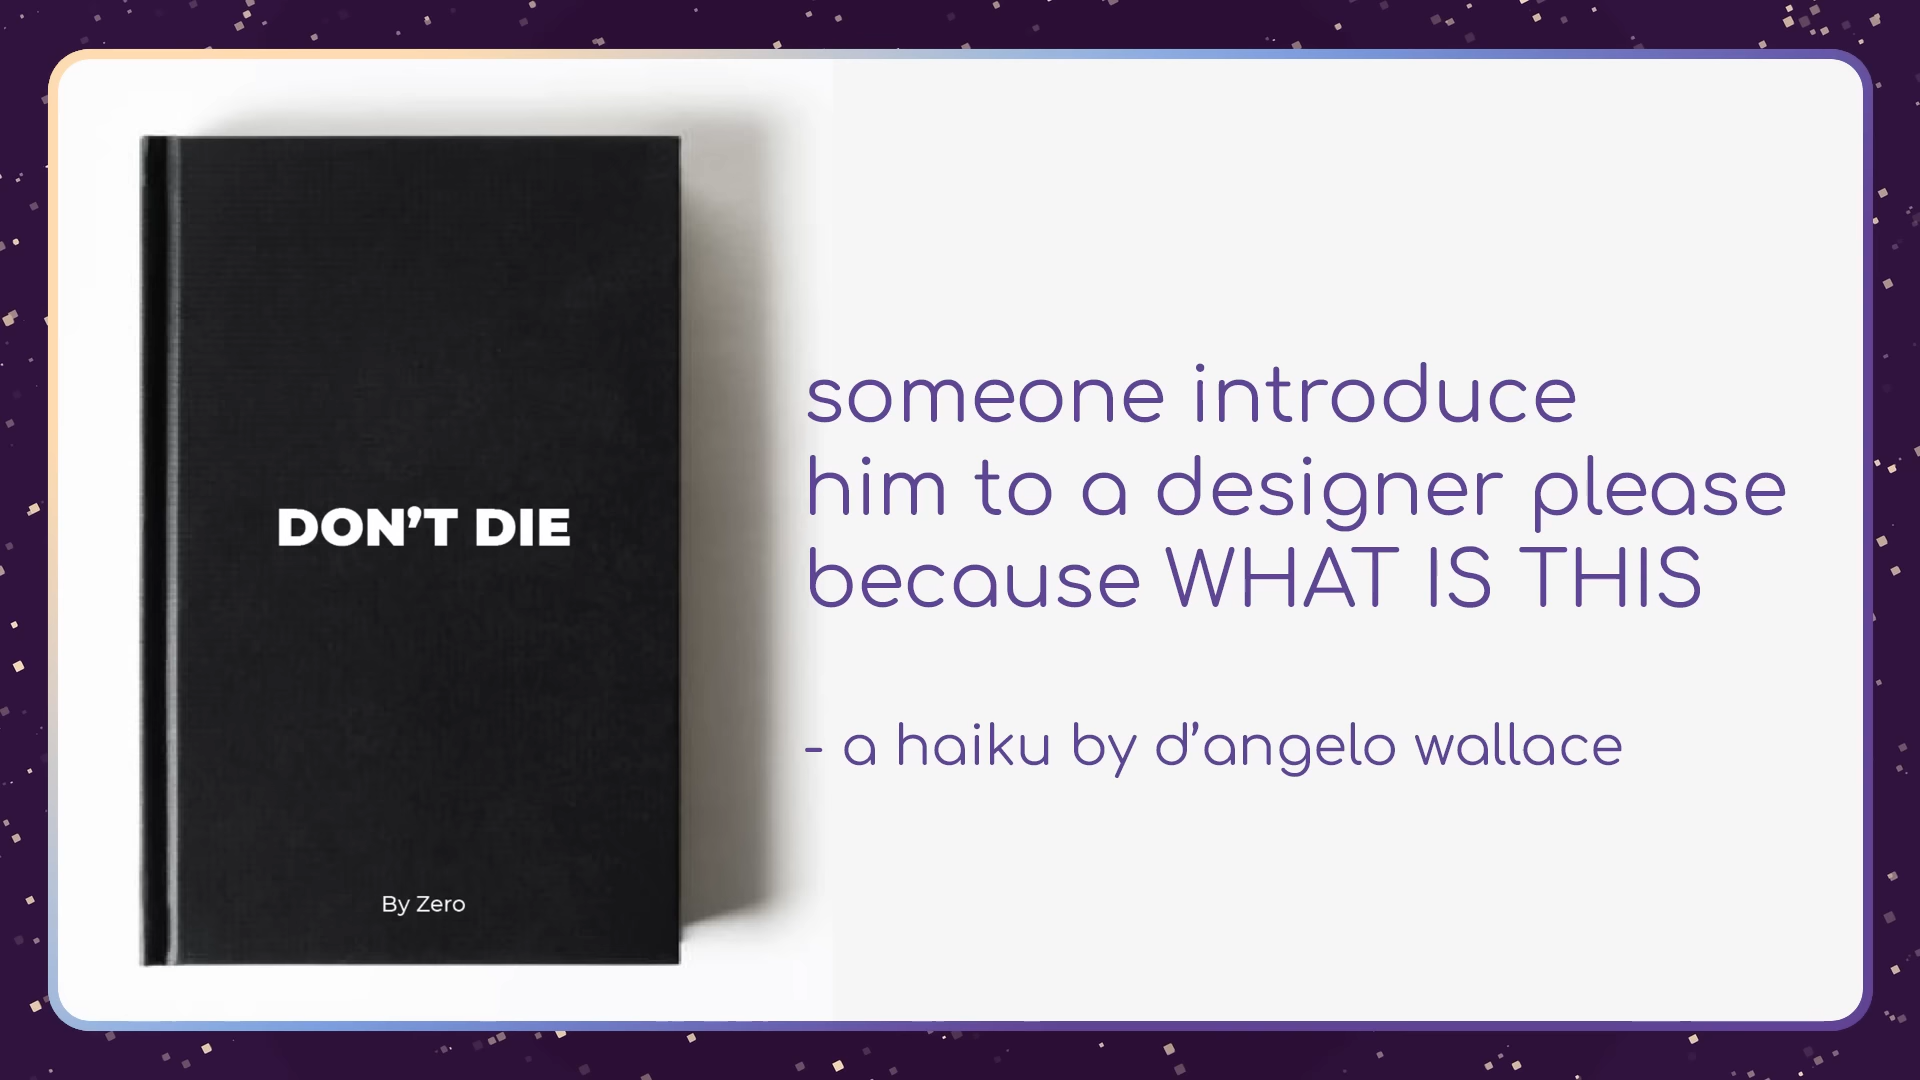 DON’T DIE
By Zero
someone introduce
him to a designer please
because WHAT IS THIS
- a haiku by d’angelo wallace